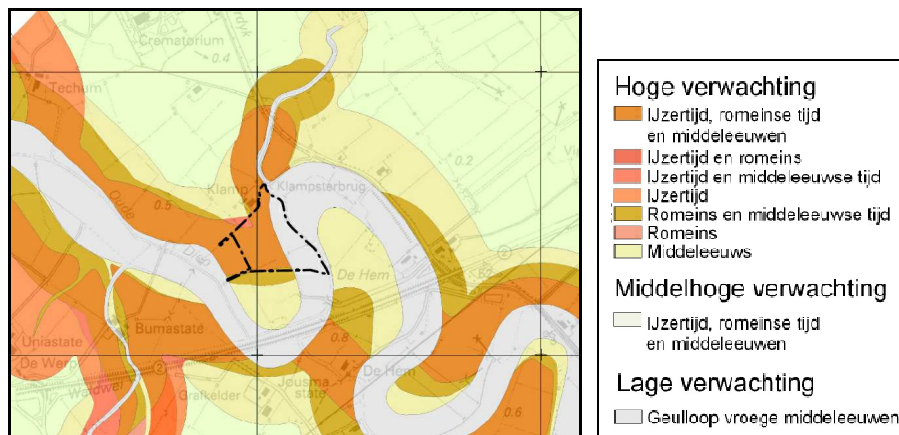 Crematorium
0.4
Techum
Klamp
Klampsterbrug
0.2
0.5
Oude
De Hem
Bumastate
Uniastate
De Werp
0.8
De Hem
Jousma
state
Grafkelder
0.6
Hoge verwachting
IJzertijd, romeinse tijd
en middeleeuwen
IJzertijd en romeins
IJzertijd en middeleeuwse tijd
IJzertijd
Romeins en middeleeuwse tijd
Romeins
Middeleeuws
Middelhoge verwachting
IJzertijd, romeinse tijd
en middeleeuwen
Lage verwachting
Geulloop vroege middeleeuwen